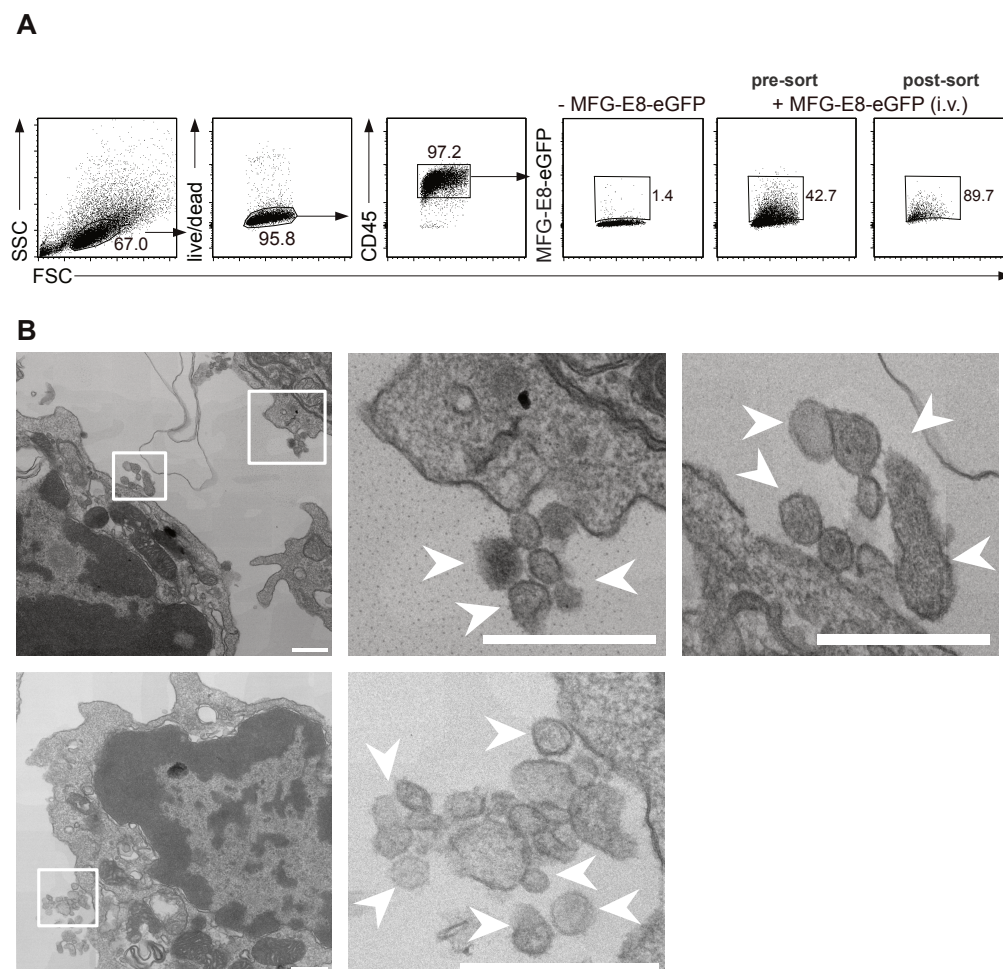 A
pre-sort
post-sort
- MFG-E8-eGFP
+ MFG-E8-eGFP (i.v.)
SSC
67.0
live/dead
95.8
CD45
97.2
MFG-E8-eGFP
1.4
42.7
89.7
FSC
B